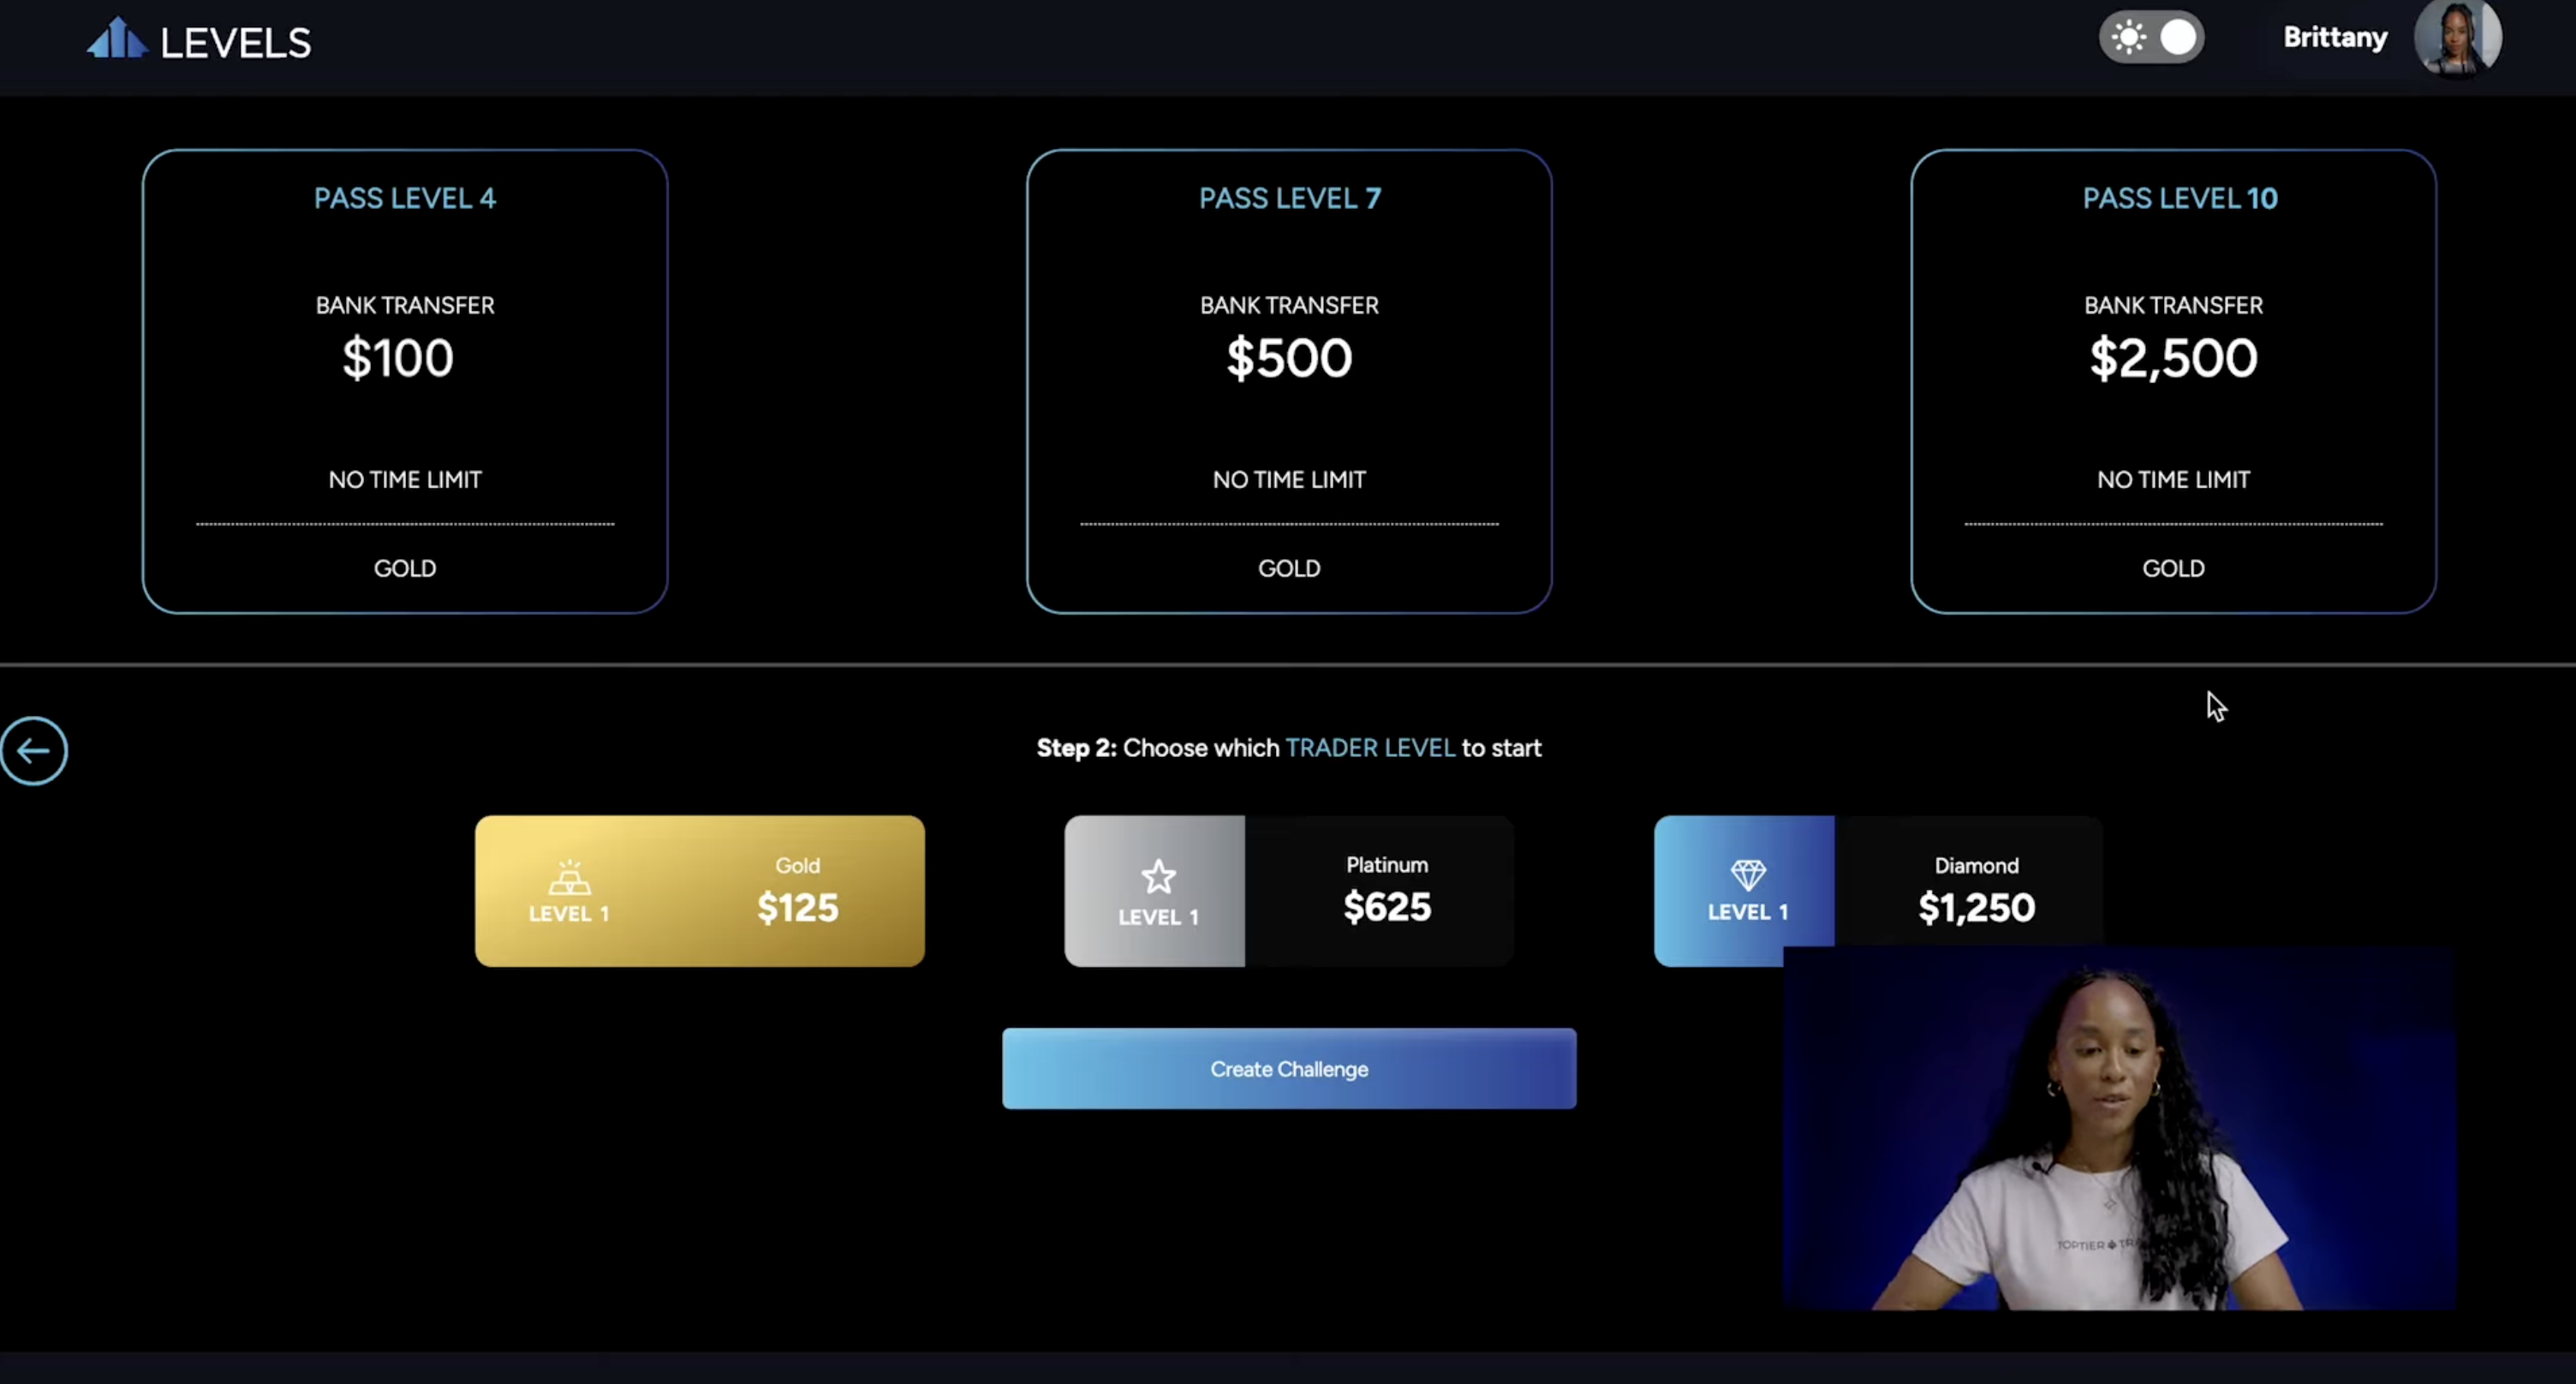 LEVELS
Brittany
PASS LEVEL 4
BANK TRANSFER
$100
NO TIME LIMIT
GOLD
PASS LEVEL 7
BANK TRANSFER
$500
NO TIME LIMIT
GOLD
PASS LEVEL 10
BANK TRANSFER
$2,500
NO TIME LIMIT
GOLD
Step 2: Choose which TRADER LEVEL to start
LEVEL 1
Gold
$125
LEVEL 1
Platinum
$625
LEVEL 1
Diamond
$1,250
Create Challenge
TOPTIER